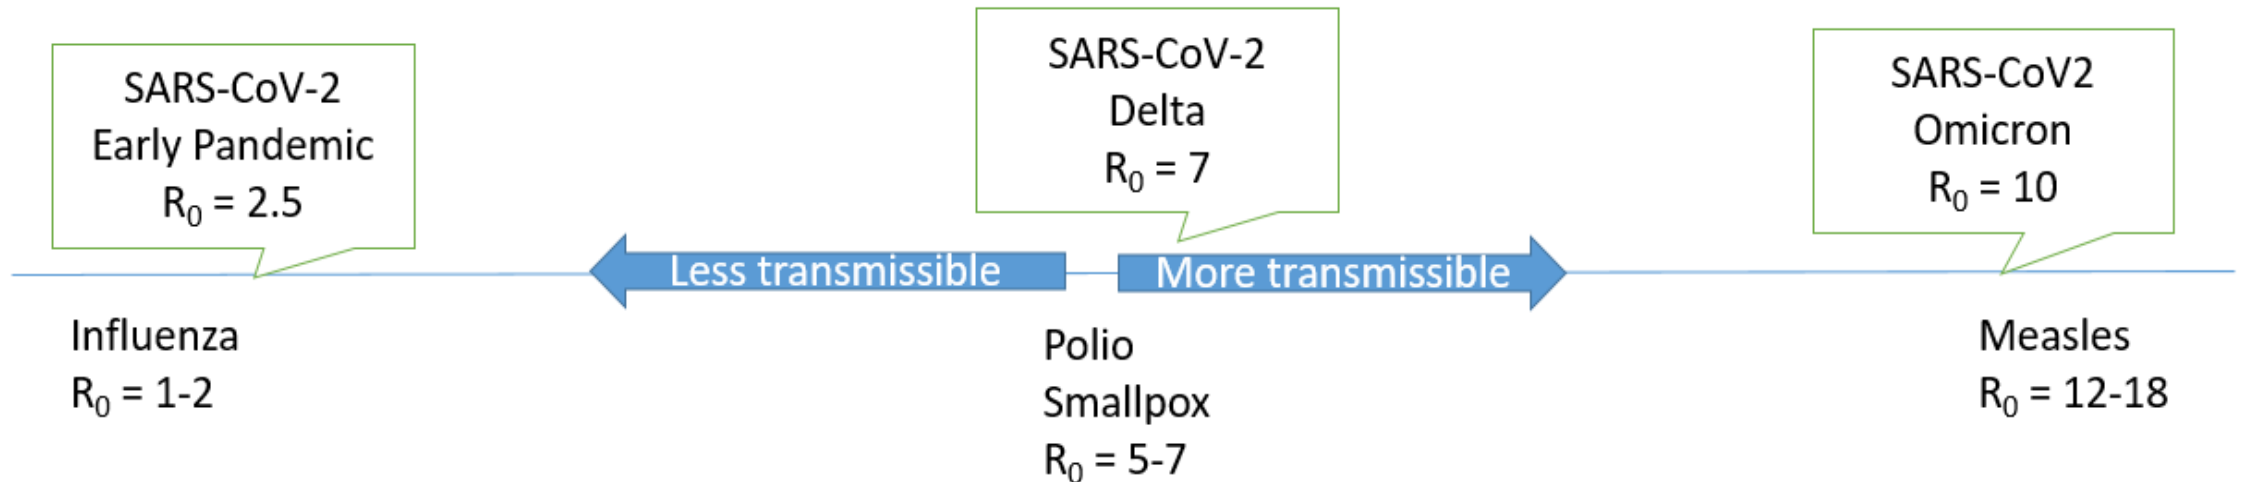 SARS-CoV-2
Early Pandemic
R₀ = 2.5
SARS-CoV-2
Delta
R₀ = 7
SARS-CoV2
Omicron
R₀ = 10
Less transmissible
More transmissible
Influenza
R₀ = 1-2
Polio
Smallpox
R₀ = 5-7
Measles
R₀ = 12-18